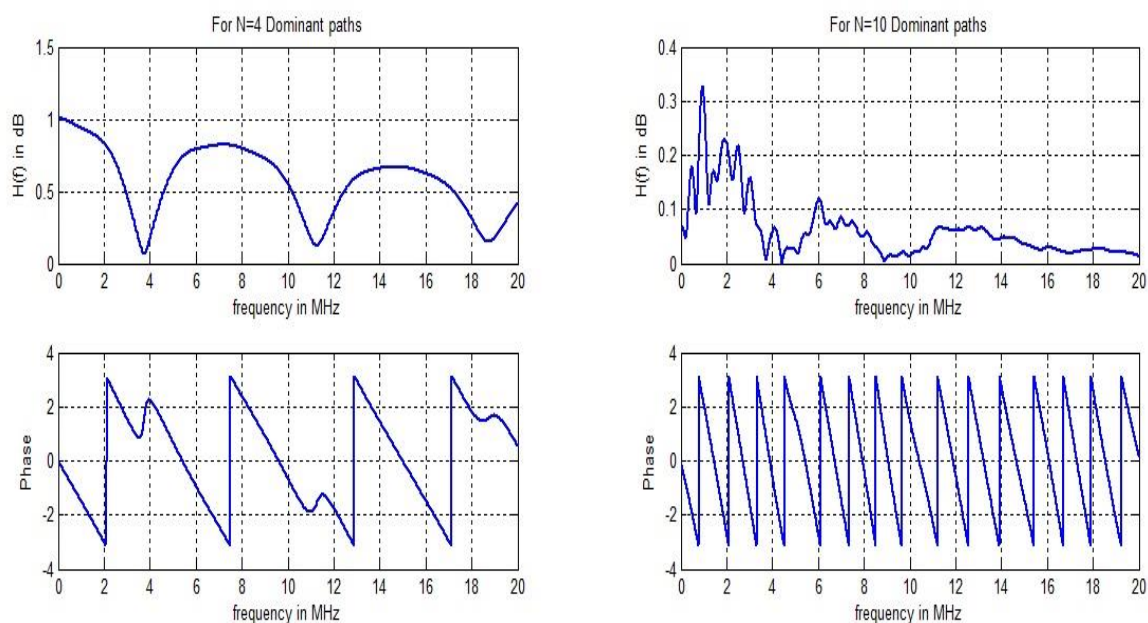 For N=4 Dominant paths
H(f) in dB
1.5
1
0.5
0
0 2 4 6 8 10 12 14 16 18 20
frequency in MHz
For N=10 Dominant paths
H(f) in dB
0.4
0.3
0.2
0.1
0
0 2 4 6 8 10 12 14 16 18 20
frequency in MHz
Phase
4
2
0
-2
-4
0 2 4 6 8 10 12 14 16 18 20
frequency in MHz
Phase
4
2
0
-2
-4
0 2 4 6 8 10 12 14 16 18 20
frequency in MHz